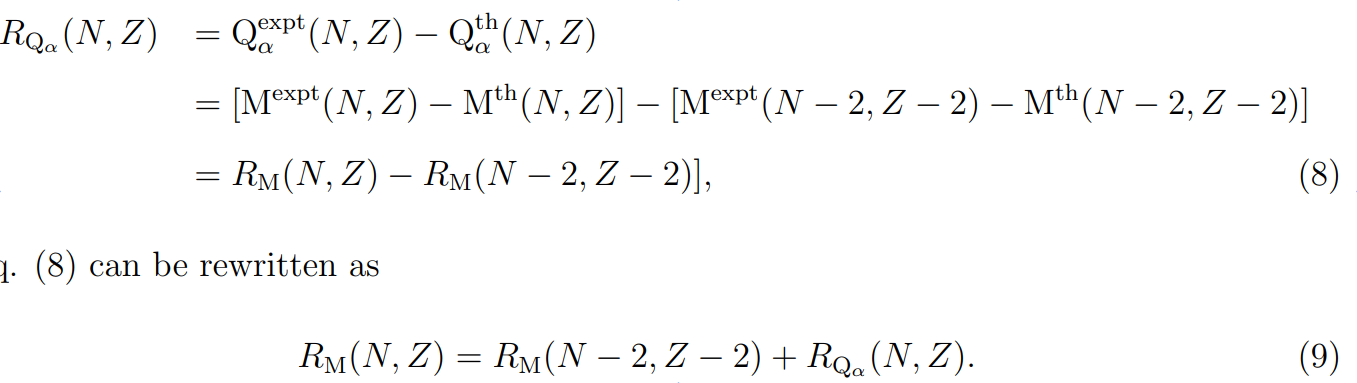 R_{Q_α}(N, Z) = Q_α^{expt}(N, Z) − Q_α^{th}(N, Z)
= [M^{expt}(N, Z) − M^{th}(N, Z)] − [M^{expt}(N − 2, Z − 2) − M^{th}(N − 2, Z − 2)]
= R_M(N, Z) − R_M(N − 2, Z − 2)], (8)
q. (8) can be rewritten as
R_M(N, Z) = R_M(N − 2, Z − 2) + R_{Q_α}(N, Z). (9)